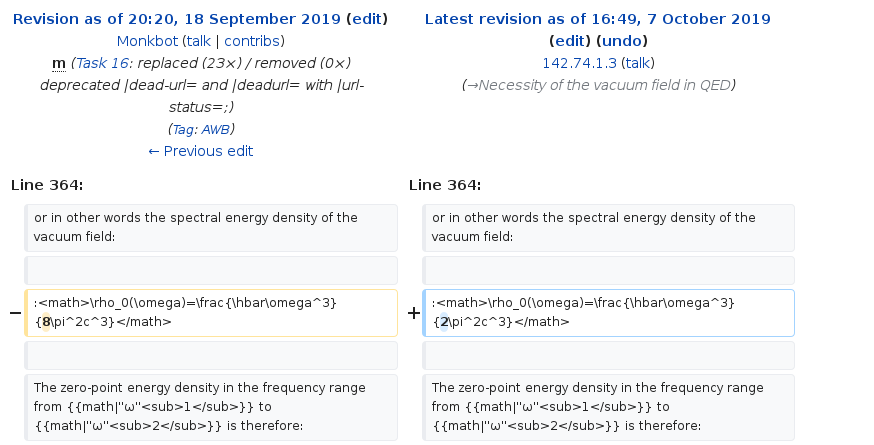 Revision as of 20:20, 18 September 2019 (edit)
Monkbot (talk | contribs)
m (Task 16: replaced (23×) / removed (0×)
deprecated |dead-url= and |deadurl= with |url-
status=;)
(Tag: AWB)
← Previous edit
Latest revision as of 16:49, 7 October 2019
(edit) (undo)
142.74.1.3 (talk)
(→Necessity of the vacuum field in QED)
Line 364:
Line 364:
or in other words the spectral energy density of the
vacuum field:
or in other words the spectral energy density of the
vacuum field:
− :<math>\rho_0(\omega)=\frac{\hbar\omega^3}
{8\pi^2c^3}</math>
+ :<math>\rho_0(\omega)=\frac{\hbar\omega^3}
{2\pi^2c^3}</math>
The zero-point energy density in the frequency range
from {{math|''ω''<sub>1</sub>}} to
{{math|''ω''<sub>2</sub>}} is therefore:
The zero-point energy density in the frequency range
from {{math|''ω''<sub>1</sub>}} to
{{math|''ω''<sub>2</sub>}} is therefore: